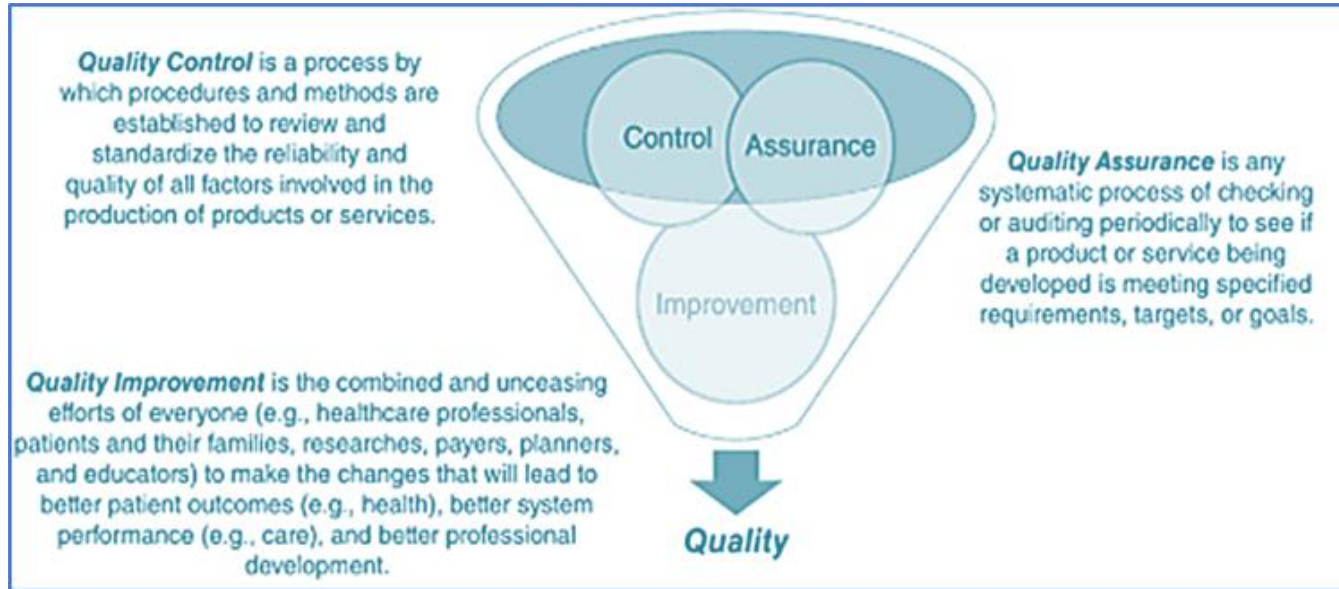 Quality Control is a process by
which procedures and methods are
established to review and
standardize the reliability and
quality of all factors involved in the
production of products or services.
Control
Assurance
Improvement
Quality Assurance is any
systematic process of checking
or auditing periodically to see if
a product or service being
developed is meeting specified
requirements, targets, or goals.
Quality Improvement is the combined and unceasing
efforts of everyone (e.g., healthcare professionals,
patients and their families, researches, payers, planners,
and educators) to make the changes that will lead to
better patient outcomes (e.g., health), better system
performance (e.g., care), and better professional
development.
Quality